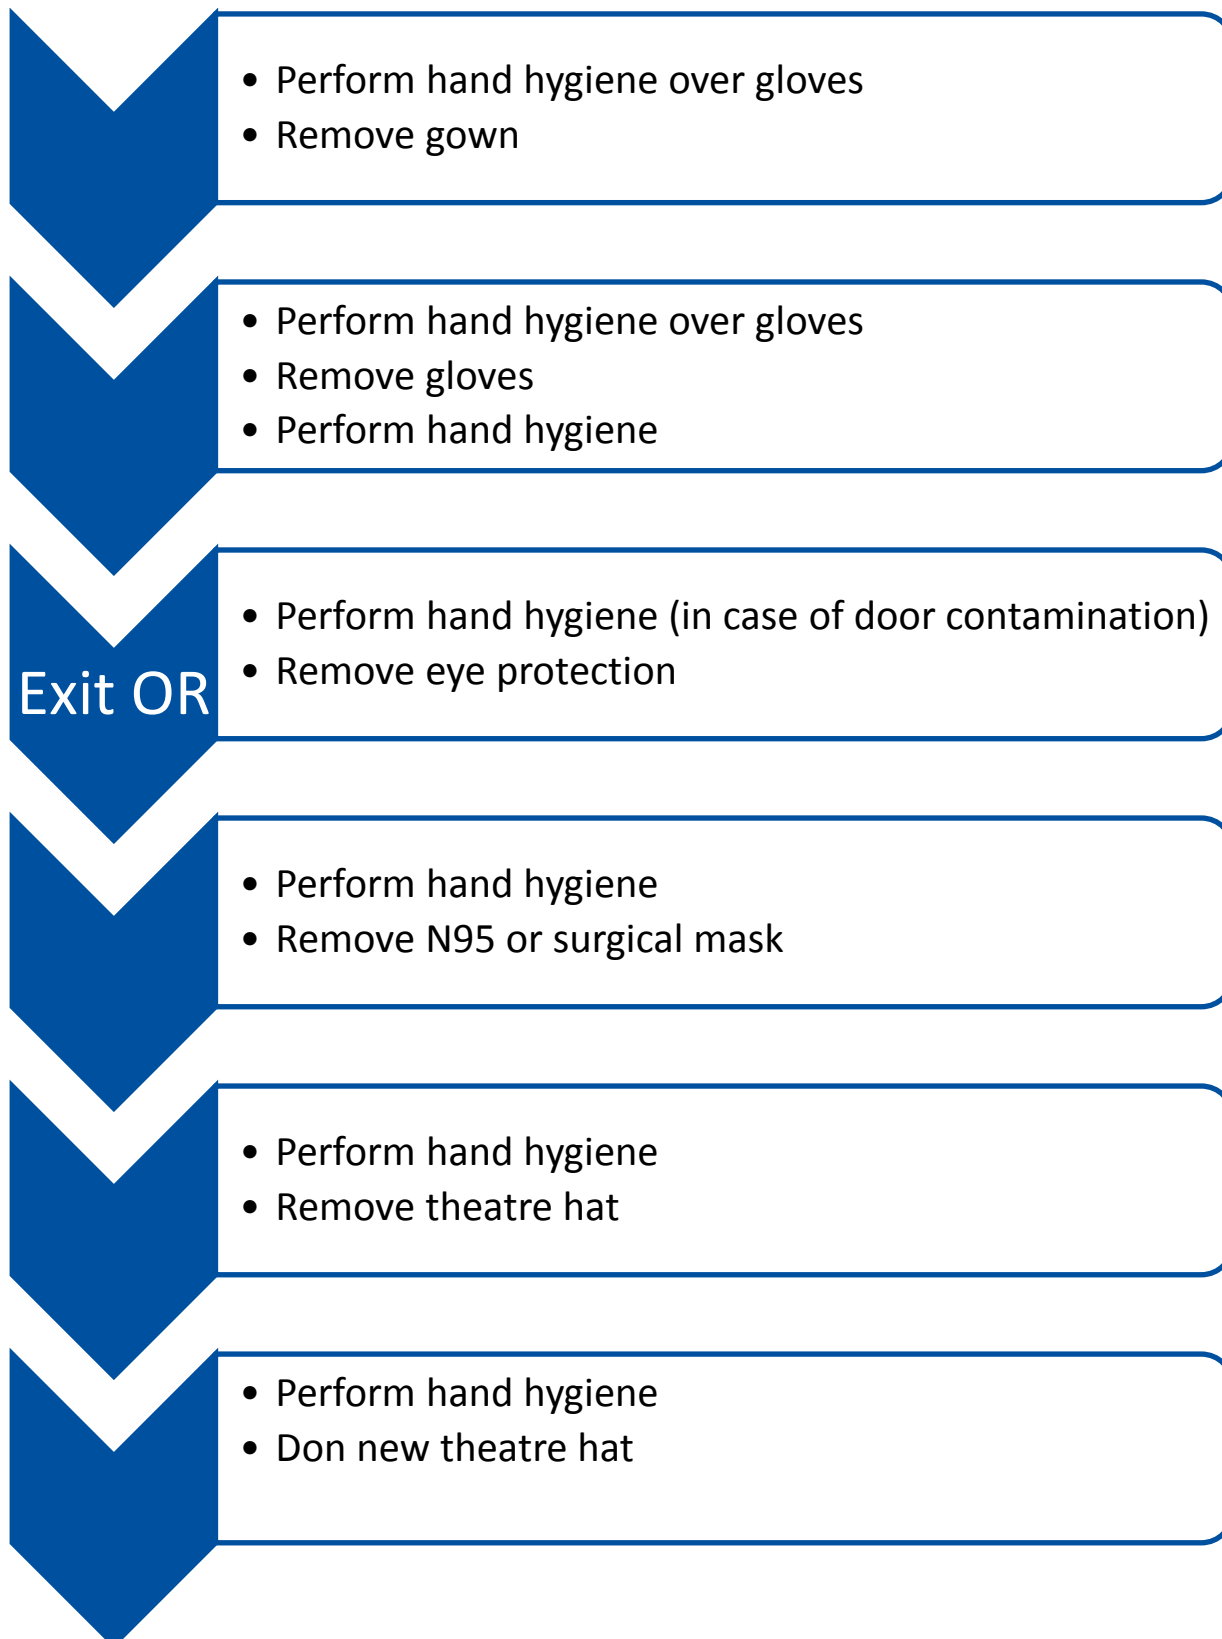 • Perform hand hygiene over gloves
• Remove gown
• Perform hand hygiene over gloves
• Remove gloves
• Perform hand hygiene
Exit OR
• Perform hand hygiene (in case of door contamination)
• Remove eye protection
• Perform hand hygiene
• Remove N95 or surgical mask
• Perform hand hygiene
• Remove theatre hat
• Perform hand hygiene
• Don new theatre hat